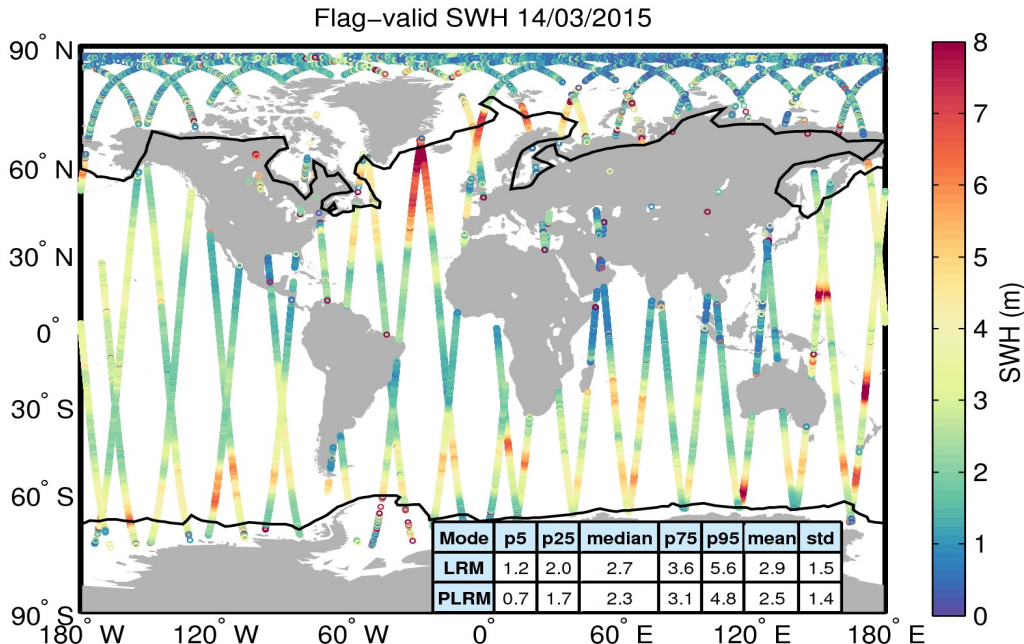 Flag−valid SWH 14/03/2015
90° N
60° N
30° N
0°
30° S
60° S
90° S
180° W
120° W
60° W
0°
60° E
120° E
180° E
Mode p5 p25 median p75 p95 mean std
LRM 1.2 2.0 2.7 3.6 5.6 2.9 1.5
PLRM 0.7 1.7 2.3 3.1 4.8 2.5 1.4
8
7
6
5
4
3
2
1
0
SWH (m)